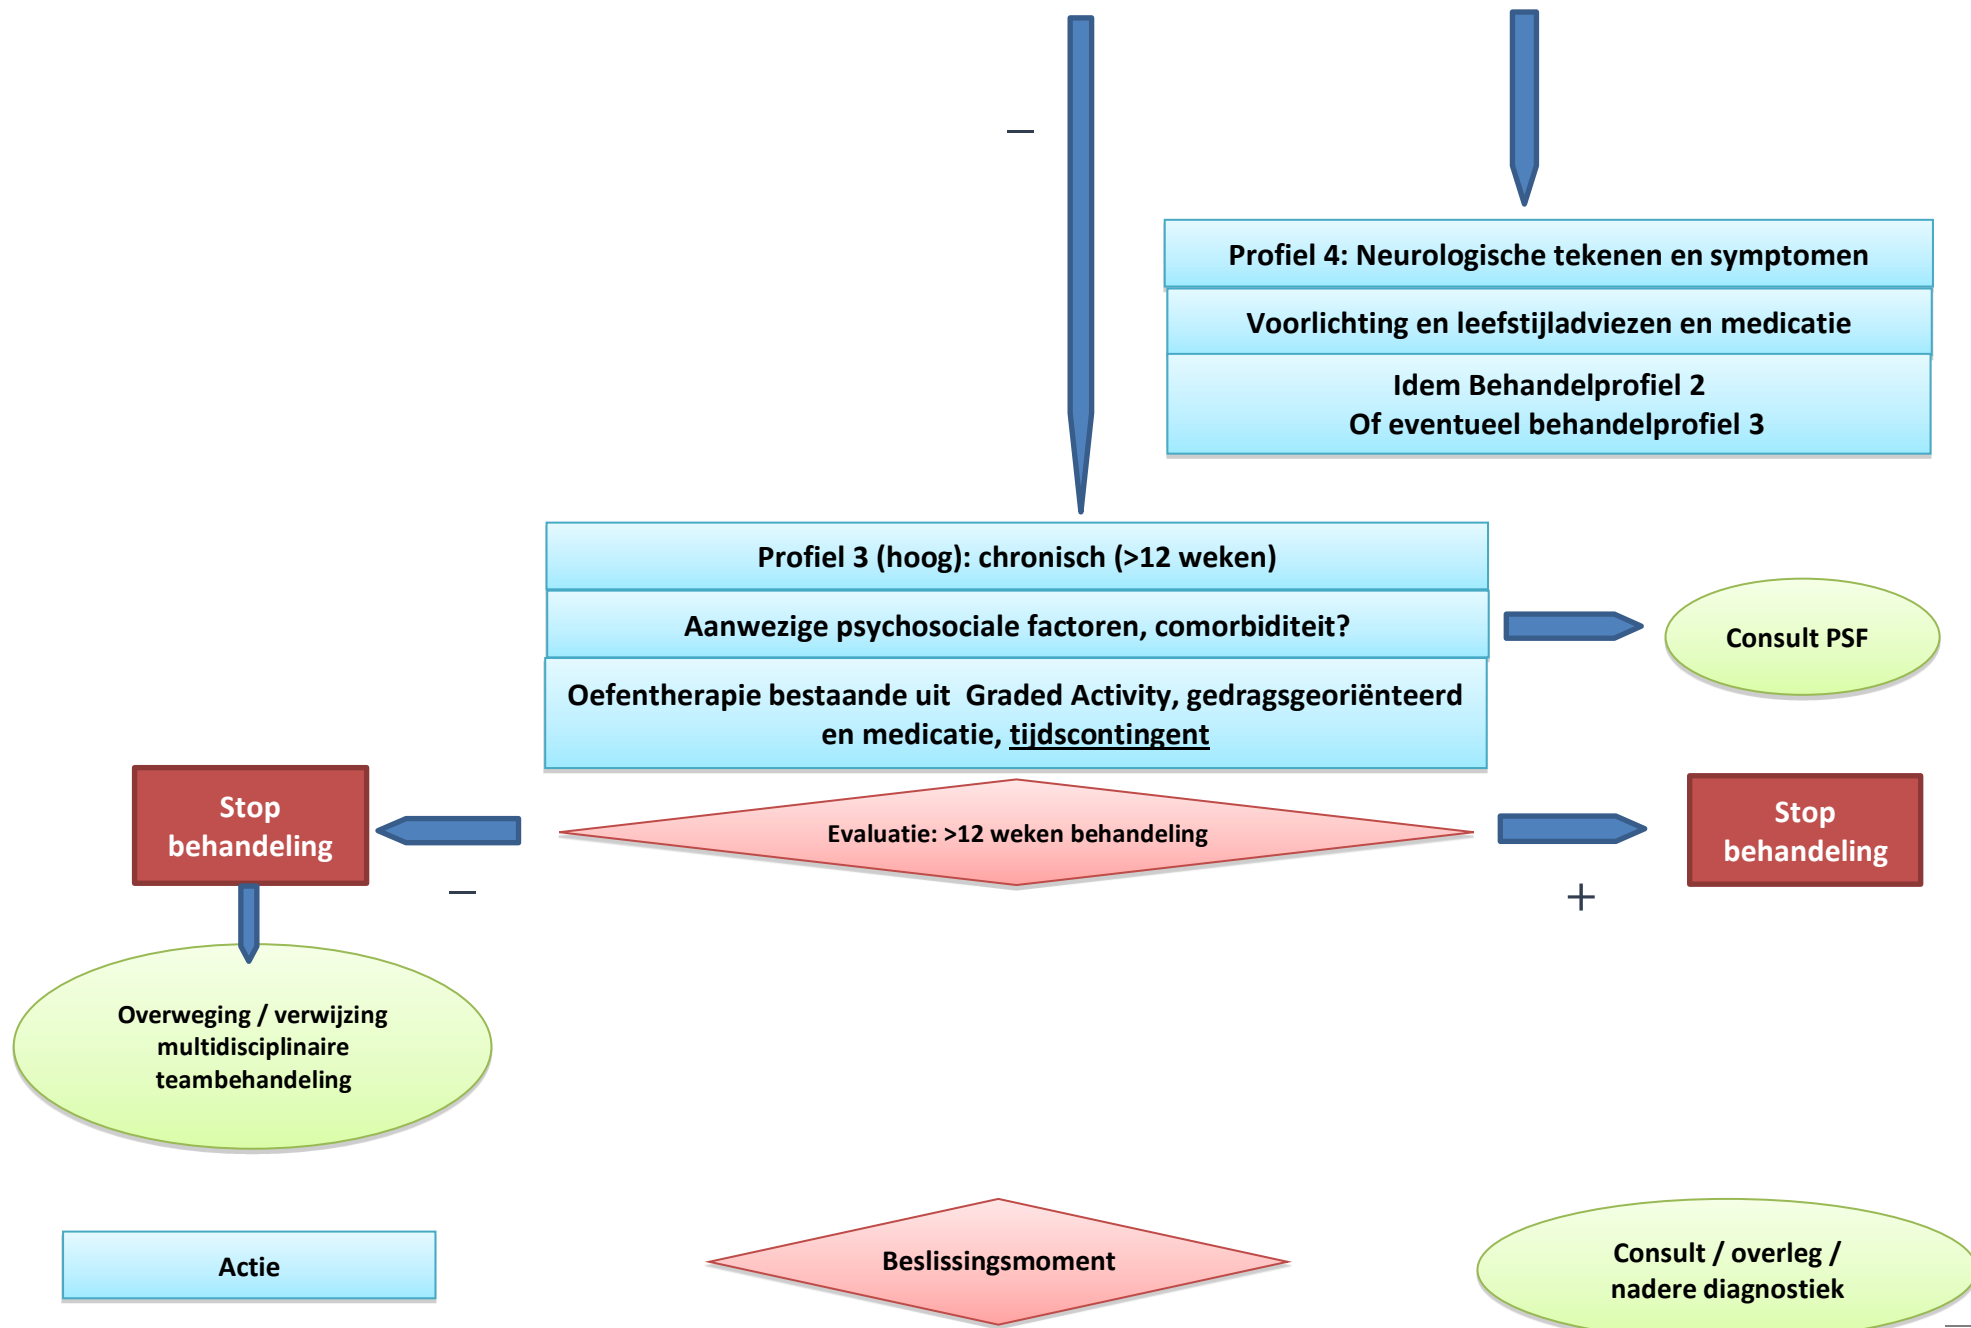 –
Profiel 4: Neurologische tekenen en symptomen
Voorlichting en leefstijladviezen en medicatie
Idem Behandelprofiel 2
Of eventueel behandelprofiel 3
Profiel 3 (hoog): chronisch (>12 weken)
Aanwezige psychosociale factoren, comorbiditeit?
Consult PSF
Oefentherapie bestaande uit Graded Activity, gedragsgeoriënteerd
en medicatie, tijdscontingent
Stop
behandeling
Evaluatie: >12 weken behandeling
Stop
behandeling
–
+
Overweging / verwijzing
multidisciplinaire
teambehandeling
Actie
Beslissingsmoment
Consult / overleg /
nadere diagnostiek